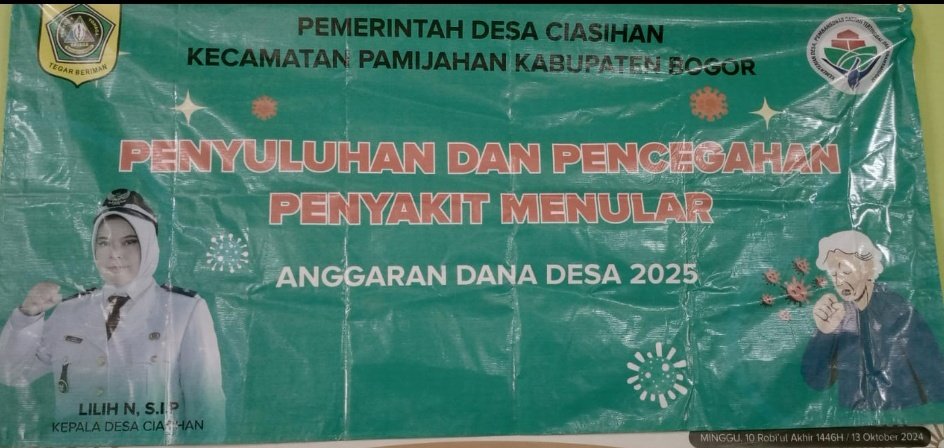 PEMERINTAH DESA CIASIHAN
KECAMATAN PAMIJAHAN KABUPATEN BOGOR
TEGAR BERIMAN
PENYULUHAN DAN PENCEGAHAN
PENYAKIT MENULAR
ANGGARAN DANA DESA 2025
LILIH N, S.I.P
KEPALA DESA CIASIHAN
MINGGU, 10 Robi'ul Akhir 1446H / 13 Oktober 2024